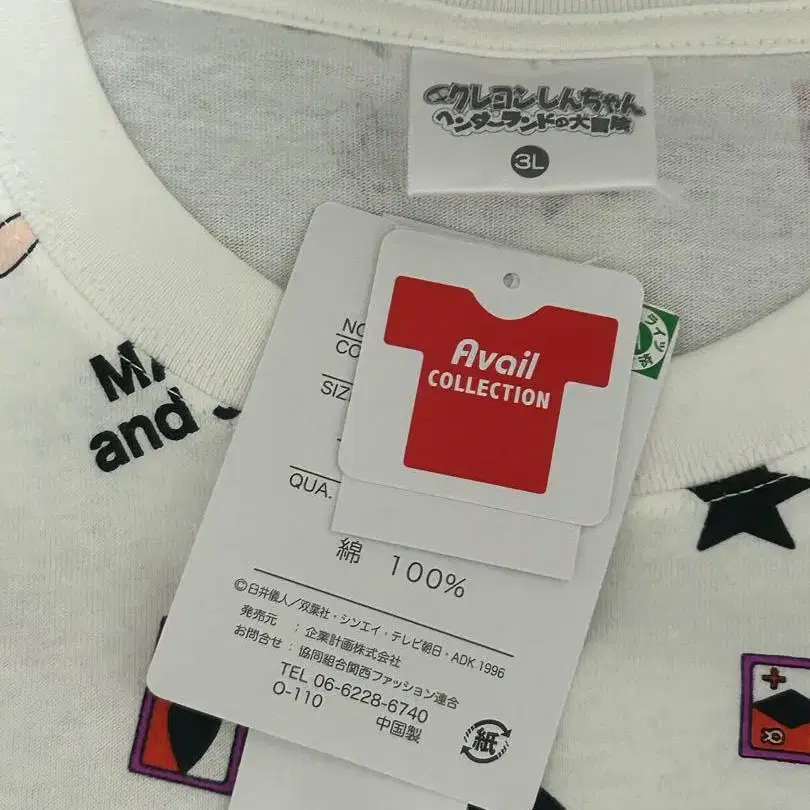 クレヨンしんちゃん
ヘンダーランドの大冒険
3L
Avail
COLLECTION
ライツ
NO
CO
SIZ
QUA.
綿 100%
©臼井儀人／双葉社・シンエイ・テレビ朝日・ADK 1996
発売元 ：企業計画株式会社
お問合せ：協同組合関西ファッション連合
TEL 06-6228-6740
O-110 中国製
紙
and